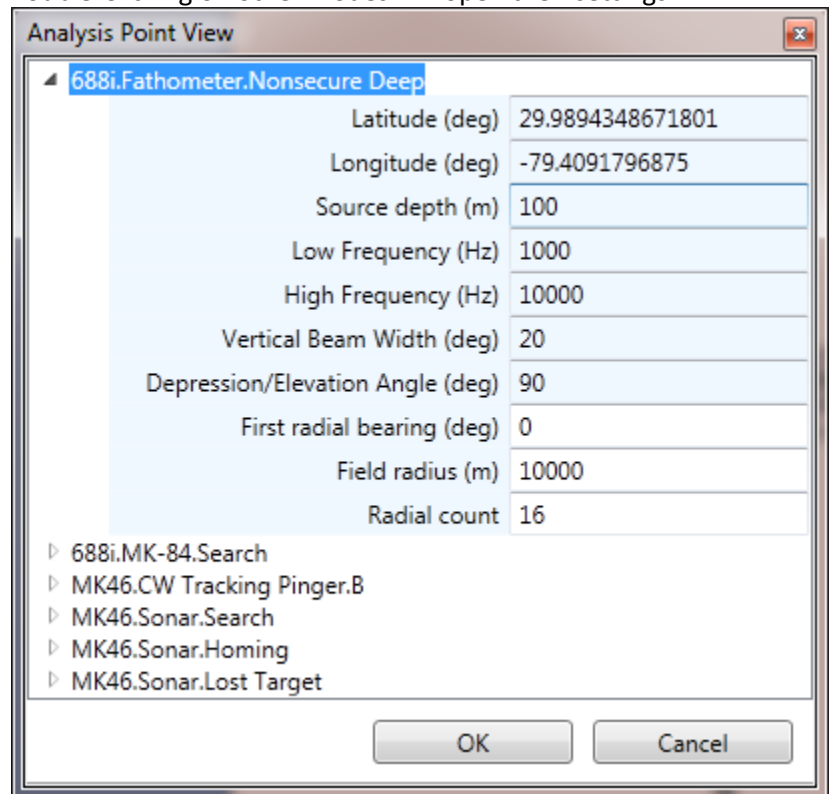 Analysis Point View
688i.Fathometer.Nonsecure Deep
Latitude (deg) 29.9894348671801
Longitude (deg) -79.4091796875
Source depth (m) 100
Low Frequency (Hz) 1000
High Frequency (Hz) 10000
Vertical Beam Width (deg) 20
Depression/Elevation Angle (deg) 90
First radial bearing (deg) 0
Field radius (m) 10000
Radial count 16
688i.MK-84.Search
MK46.CW Tracking Pinger.B
MK46.Sonar.Search
MK46.Sonar.Homing
MK46.Sonar.Lost Target
OK Cancel